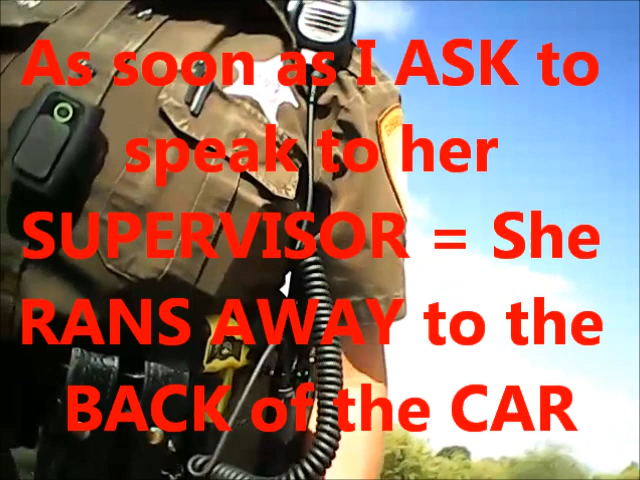 As soon as I ASK to
speak to her
SUPERVISOR = She
RANS AWAY to the
BACK of the CAR